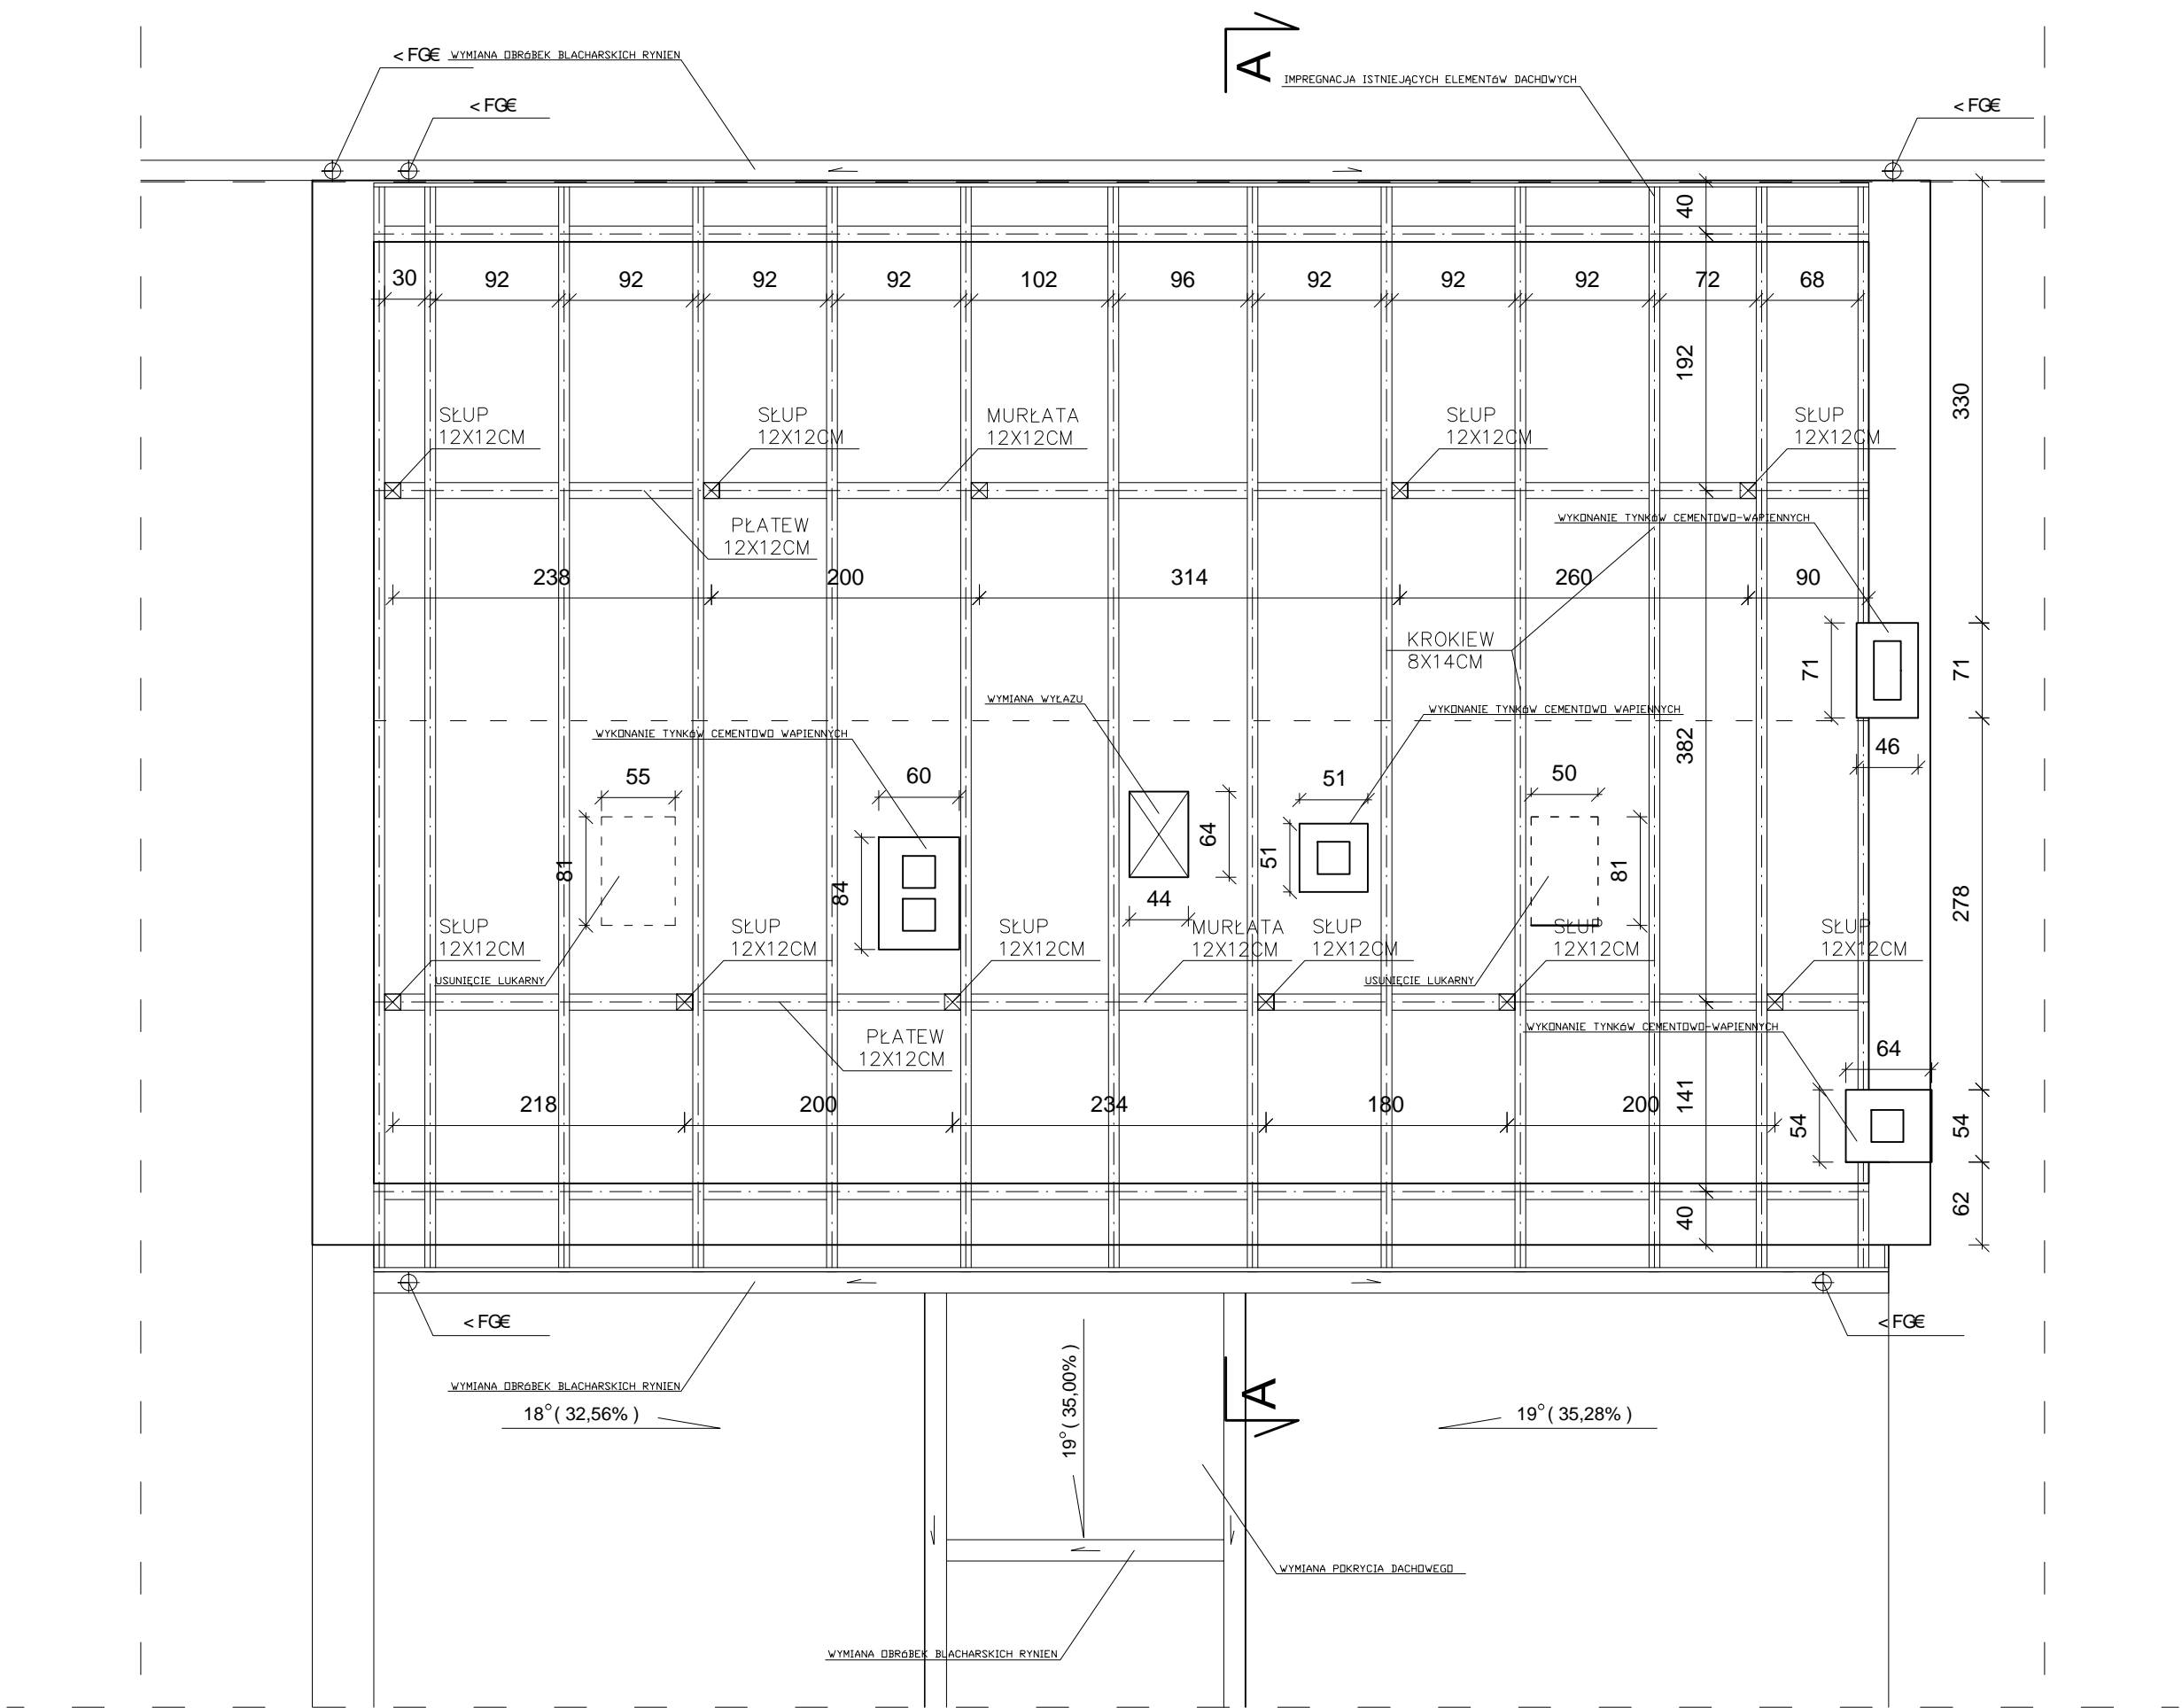 <FG€
WYMIANA OBRÓBEK BLACHARSKICH RYNIEN
A
IMPREGNACJA ISTNIEJĄCYCH ELEMENTÓW DACHOWYCH
<FG€
<FG€
40
30
92
92
92
92
102
96
92
92
92
72
68
192
330
SŁUP
12X12CM
SŁUP
12X12CM
MURŁATA
12X12CM
SŁUP
12X12CM
SŁUP
12X12CM
PŁATEW
12X12CM
WYKONANIE TYNKÓW CEMENTOWO-WAPIENNYCH
238
200
314
260
90
KROKIEW
8X14CM
71
71
WYMIANA WYŁAZU
WYKONANIE TYNKÓW CEMENTOWO WAPIENNYCH
WYKONANIE TYNKÓW CEMENTOWO WAPIENNYCH
382
46
55
60
51
50
81
84
64
51
81
44
278
SŁUP
12X12CM
SŁUP
12X12CM
SŁUP
12X12CM
MURŁATA
12X12CM
SŁUP
12X12CM
SŁUP
12X12CM
SŁUP
12X12CM
USUNIĘCIE LUKARNY
USUNIĘCIE LUKARNY
PŁATEW
12X12CM
WYKONANIE TYNKÓW CEMENTOWO-WAPIENNYCH
64
218
200
234
180
200
141
54
54
40
62
<FG€
<FG€
WYMIANA OBRÓBEK BLACHARSKICH RYNIEN
18° ( 32,56% )
19° ( 35,00% )
A
19° ( 35,28% )
WYMIANA POKRYCIA DACHOWEGO
WYMIANA OBRÓBEK BLACHARSKICH RYNIEN